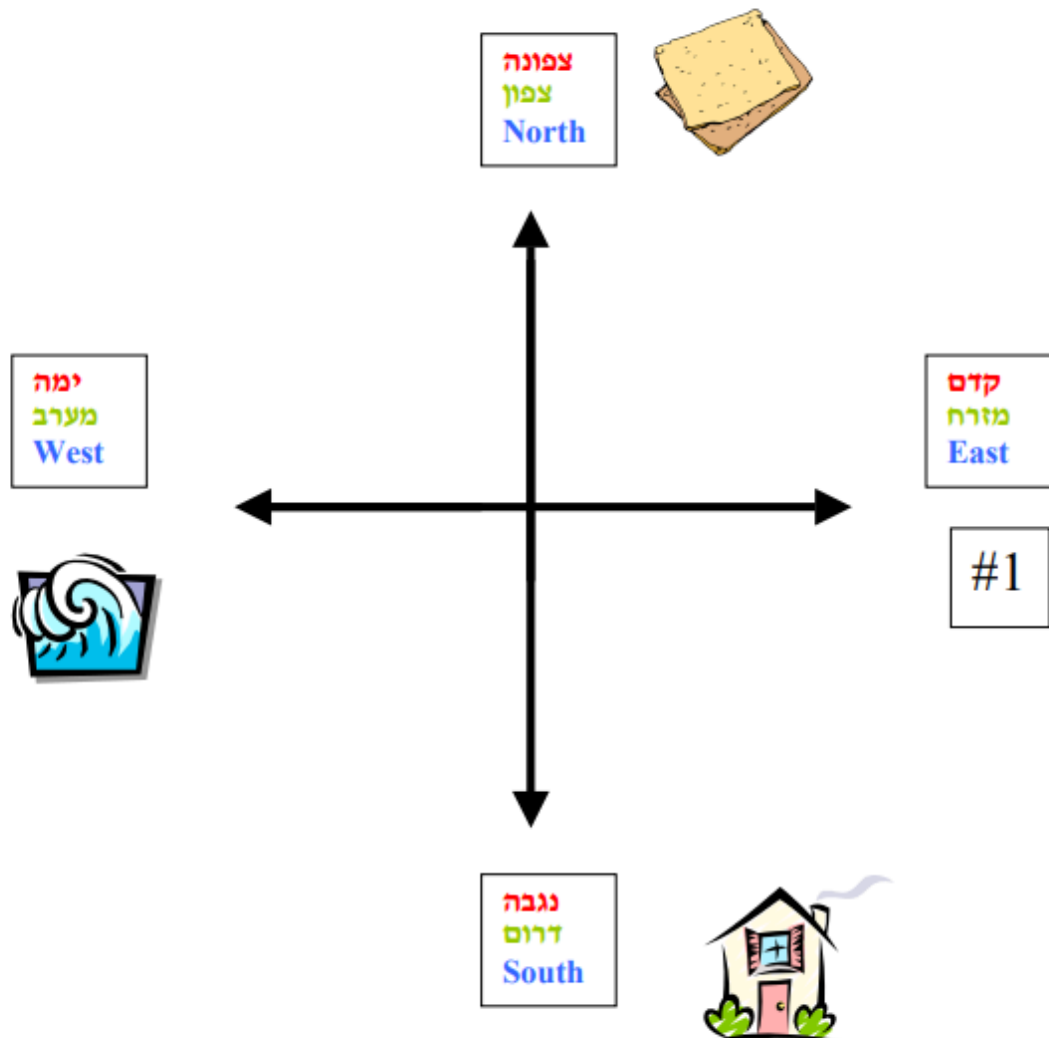 צפונה
צפון
North
ימה
מערב
West
קדם
מזרח
East
#1
נגבה
דרום
South